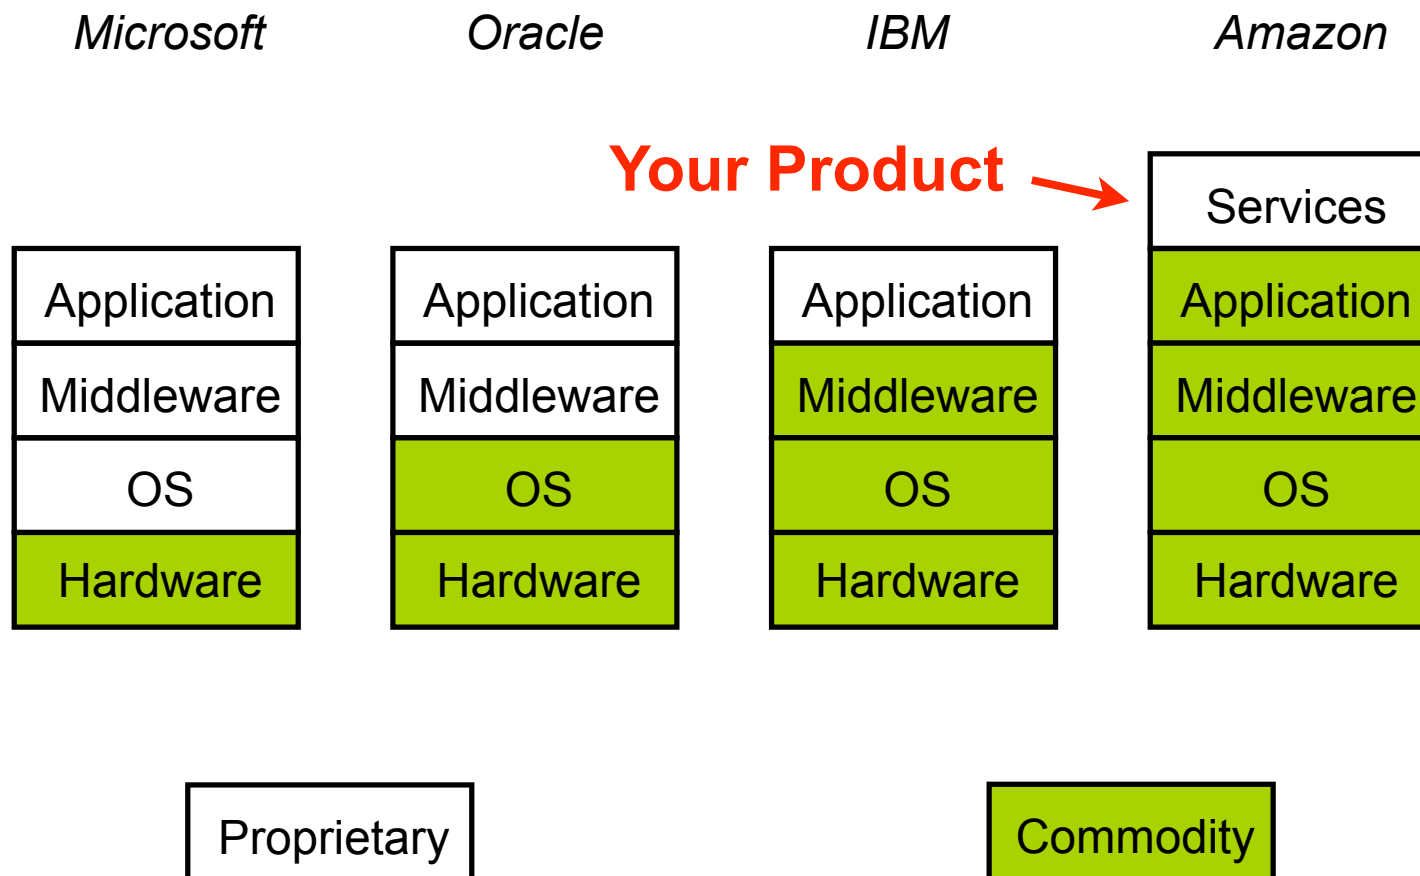 Microsoft Oracle IBM Amazon
Your Product
Services
Application Application Application Application
Middleware Middleware Middleware Middleware
OS OS OS OS
Hardware Hardware Hardware Hardware
Proprietary Commodity